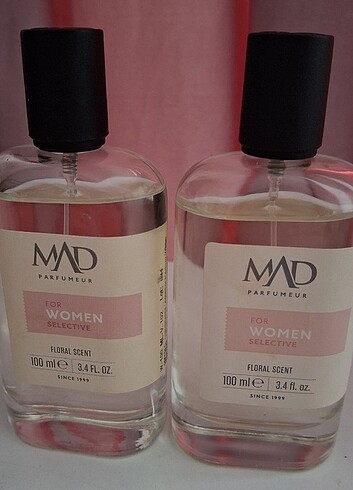 MAD
PARFUMEUR
FOR
WOMEN
SELECTIVE
FLORAL SCENT
100 ml ℮ 3.4 FL. OZ.
SINCE 1999
MAD
PARFUMEUR
FOR
WOMEN
SELECTIVE
FLORAL SCENT
100 ml ℮ 3.4 fl. oz.
SINCE 1999